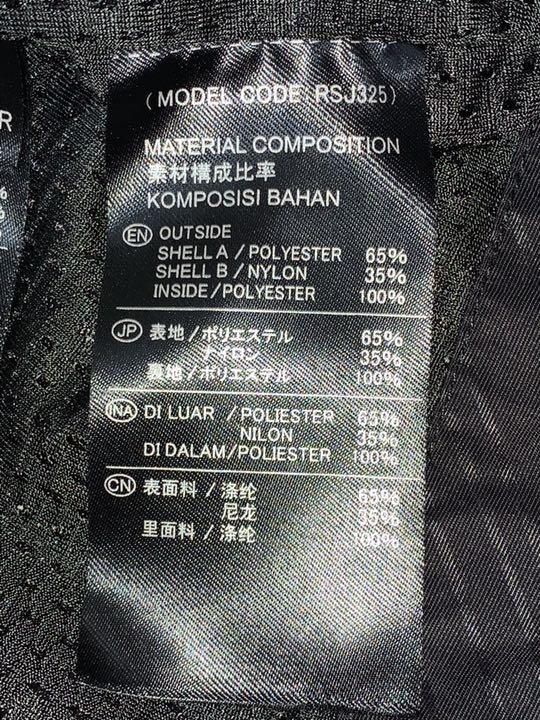 (MODEL CODE RSJ325)
MATERIAL COMPOSITION
素材構成比率
KOMPOSISI BAHAN
EN OUTSIDE
SHELL A / POLYESTER 65%
SHELL B / NYLON 35%
INSIDE/POLYESTER 100%
JP 表地/ポリエステル 65%
ナイロン 35%
裏地/ポリエステル 100%
INA DI LUAR /POLIESTER 65%
NILON 35%
DI DALAM/POLIESTER 100%
CN 表面料 / 涤纶 65%
尼龙 35%
里面料 / 涤纶 100%
R
%